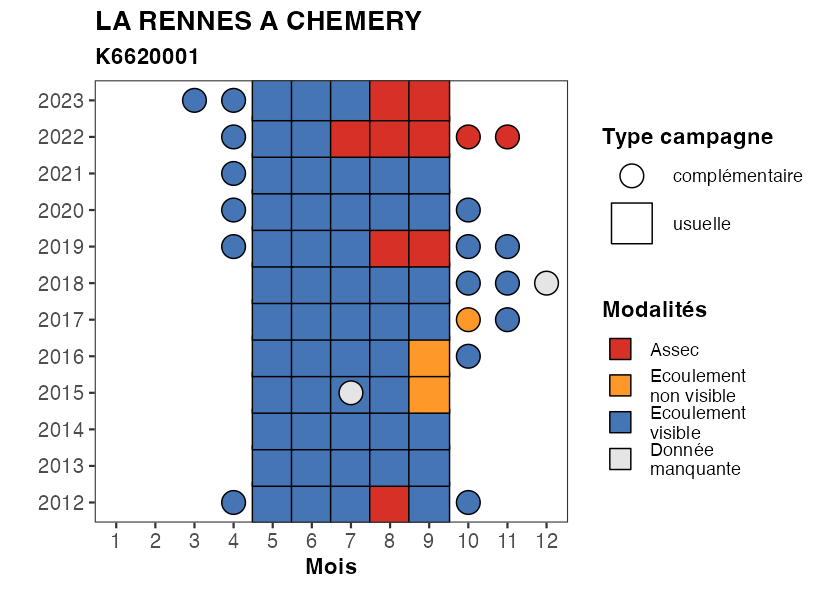 LA RENNES A CHEMERY
K6620001
2023
2022
2021
2020
2019
2018
2017
2016
2015
2014
2013
2012
1 2 3 4 5 6 7 8 9 10 11 12
Mois
Type campagne
complémentaire
usuelle
Modalités
Assec
Ecoulement
non visible
Ecoulement
visible
Donnée
manquante